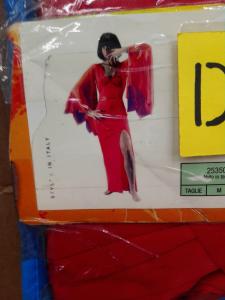 STYLE IN ITALY
D
25350
TAGLIE M